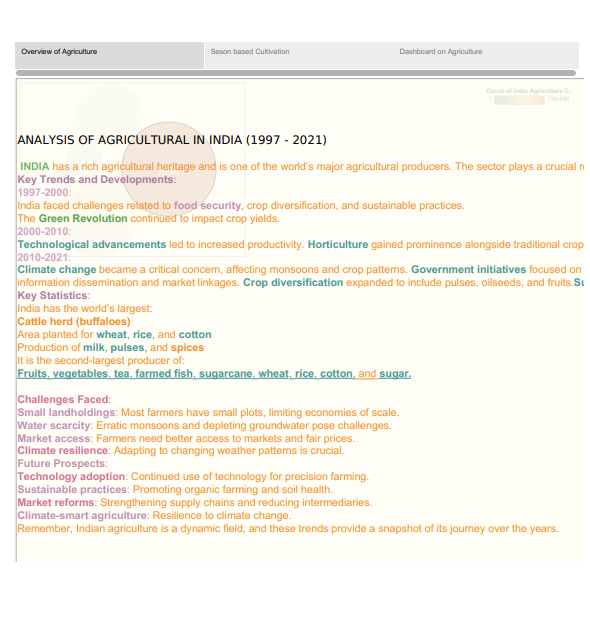 Overview of Agriculture
Seson based Cultivation
Dashboard on Agriculture
Count of India Agriculture C..
1
ANALYSIS OF AGRICULTURAL IN INDIA (1997 - 2021)
INDIA has a rich agricultural heritage and is one of the world's major agricultural producers. The sector plays a crucial r
Key Trends and Developments:
1997-2000:
India faced challenges related to food security, crop diversification, and sustainable practices.
The Green Revolution continued to impact crop yields.
2000-2010:
Technological advancements led to increased productivity. Horticulture gained prominence alongside traditional crop
2010-2021:
Climate change became a critical concern, affecting monsoons and crop patterns. Government initiatives focused on
information dissemination and market linkages. Crop diversification expanded to include pulses, oilseeds, and fruits.Su
Key Statistics:
India has the world's largest:
Cattle herd (buffaloes)
Area planted for wheat, rice, and cotton
Production of milk, pulses, and spices
It is the second-largest producer of:
Fruits, vegetables, tea, farmed fish, sugarcane, wheat, rice, cotton, and sugar.
Challenges Faced:
Small landholdings: Most farmers have small plots, limiting economies of scale.
Water scarcity: Erratic monsoons and depleting groundwater pose challenges.
Market access: Farmers need better access to markets and fair prices.
Climate resilience: Adapting to changing weather patterns is crucial.
Future Prospects:
Technology adoption: Continued use of technology for precision farming.
Sustainable practices: Promoting organic farming and soil health.
Market reforms: Strengthening supply chains and reducing intermediaries.
Climate-smart agriculture: Resilience to climate change.
Remember, Indian agriculture is a dynamic field, and these trends provide a snapshot of its journey over the years.